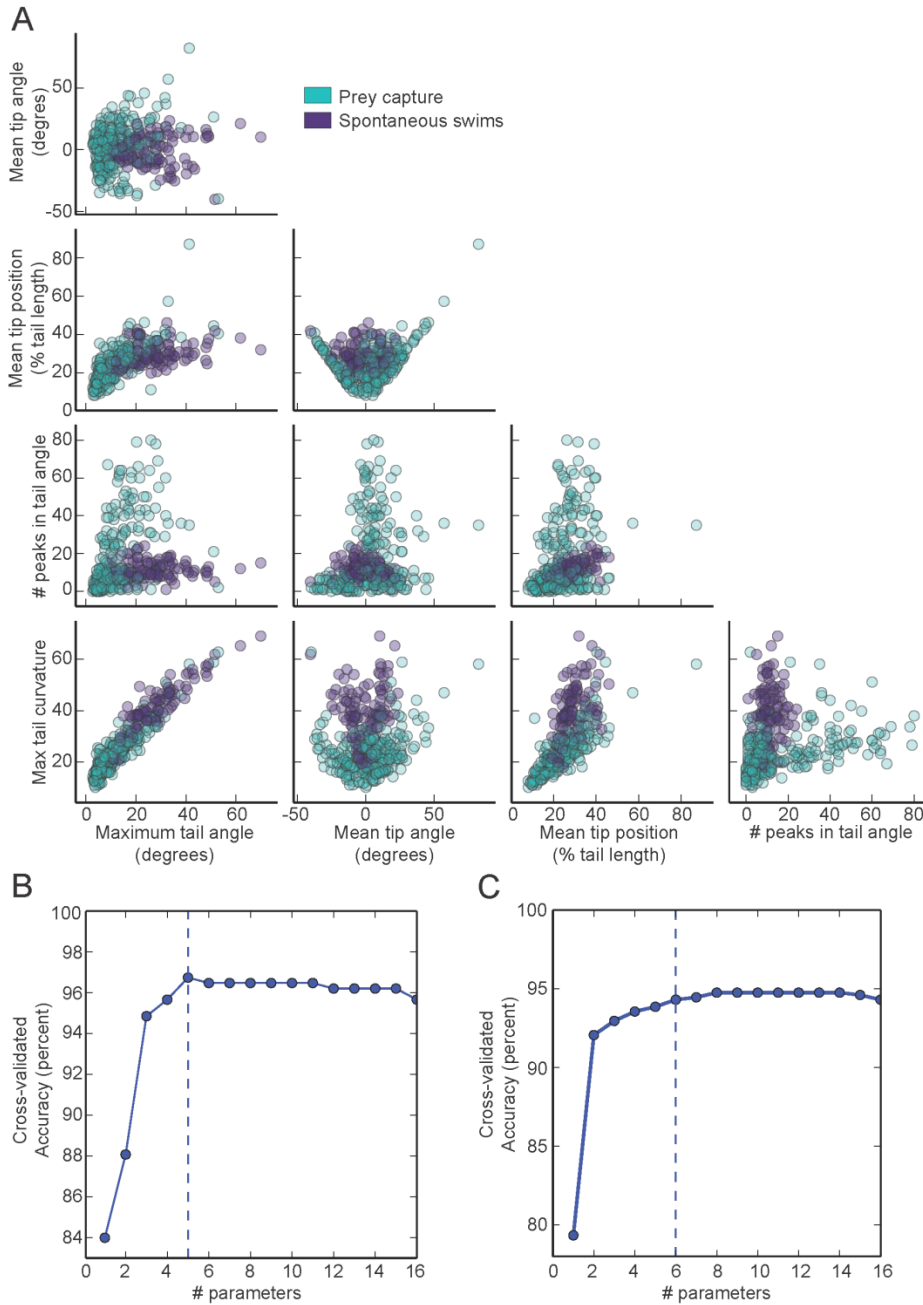 A
Mean tip angle
(degres)
50
0
-50
Prey capture
Spontaneous swims
Mean tip position
(% tail length)
80
60
40
20
0
# peaks in tail angle
80
60
40
20
0
Max tail curvature
60
40
20
0
20
40
60
Maximum tail angle
(degrees)
-50
0
50
Mean tip angle
(degrees)
0
20
40
60
80
Mean tip position
(% tail length)
0
20
40
60
80
# peaks in tail angle
B
Cross-validated
Accuracy (percent)
100
98
96
94
92
90
88
86
84
0
2
4
6
8
10
12
14
16
# parameters
C
Cross-validated
Accuracy (percent)
100
95
90
85
80
0
2
4
6
8
10
12
14
16
# parameters